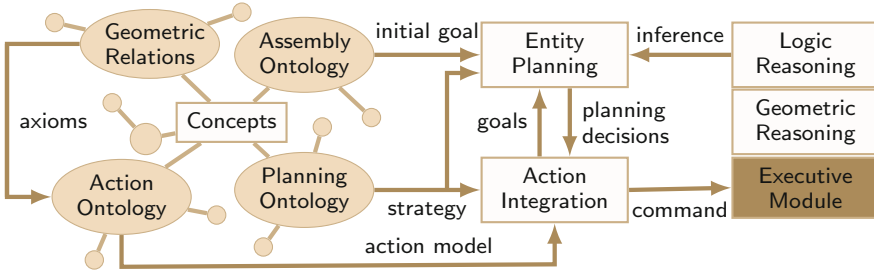 Geometric
Relations
Assembly
Ontology
initial goal
Entity
Planning
inference
Logic
Reasoning
axioms
Concepts
goals
planning
decisions
Geometric
Reasoning
Action
Ontology
Planning
Ontology
strategy
Action
Integration
command
Executive
Module
action model